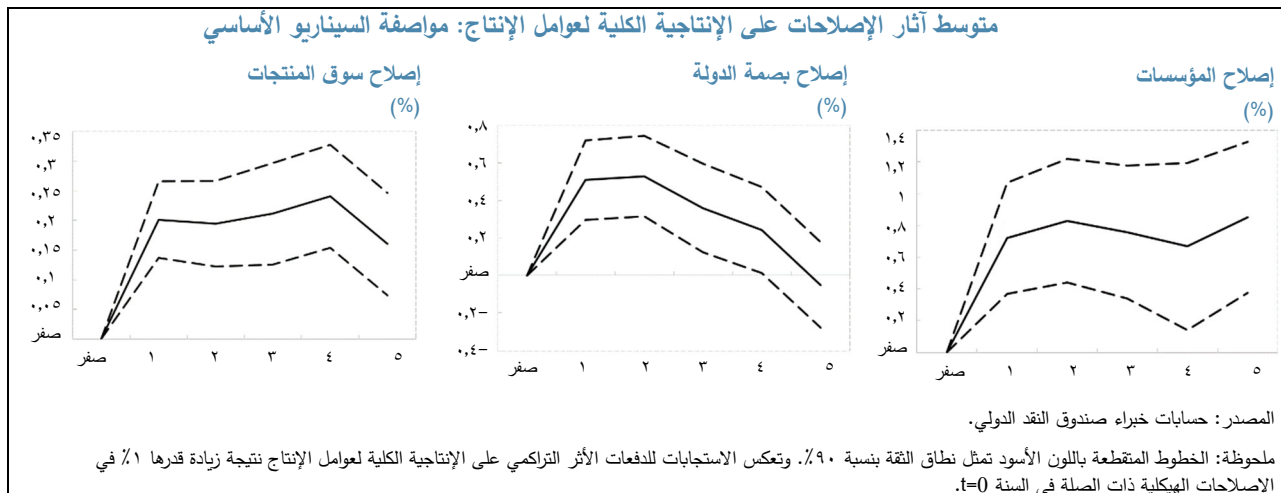 متوسط آثار الإصلاحات على الإنتاجية الكلية لعوامل الإنتاج: مواصفة السيناريو الأساسي
إصلاح المؤسسات
(%)
١,٤
١,٢
١
٠,٨
٠,٦
٠,٤
٠,٢
صفر
صفر ١ ٢ ٣ ٤ ٥
إصلاح بصمة الدولة
(%)
٠,٨
٠,٦
٠,٤
٠,٢
صفر
٠,٢−
٠,٤−
صفر ١ ٢ ٣ ٤ ٥
إصلاح سوق المنتجات
(%)
٠,٣٥
٠,٣
٠,٢٥
٠,٢
٠,١٥
٠,١
٠,٠٥
صفر
صفر ١ ٢ ٣ ٤ ٥
المصدر: حسابات خبراء صندوق النقد الدولي.
ملحوظة: الخطوط المتقطعة باللون الأسود تمثل نطاق الثقة بنسبة ٩٠٪. وتعكس الاستجابات للدفعات الأثر التراكمي على الإنتاجية الكلية لعوامل الإنتاج نتيجة زيادة قدرها ١٪ في
الإصلاحات الهيكلية ذات الصلة في السنة t=0.